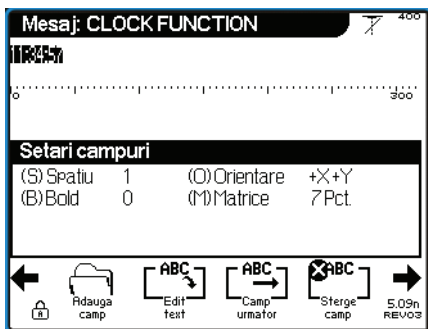 Mesaj: CLOCK FUNCTION
400
0 300
Setari campuri
(S) Spatiu 1 (O) Orientare +X+Y
(B) Bold 0 (M) Matrice 7 Pct.
ABC ABC ABC
Adauga camp
Edit text
Camp urmator
Sterge camp
5.09n
REV03